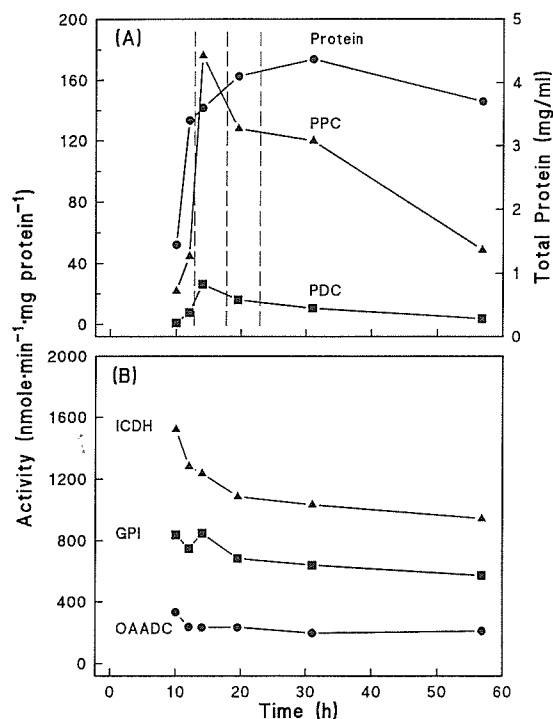 (A)
Protein
PPC
PDC
200
160
120
80
40
0
5
4
3
2
1
0
Total Protein (mg/ml)
Activity (nmole·min⁻¹·mg protein⁻¹)
(B)
ICDH
GPI
OAADC
2000
1600
1200
800
400
0
0 10 20 30 40 50 60
Time (h)